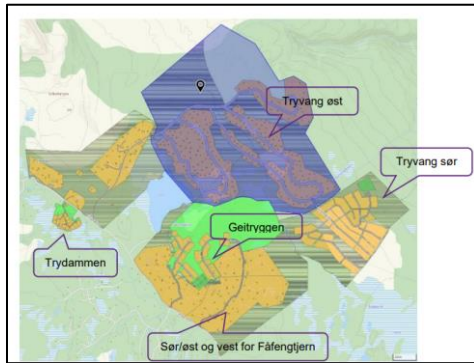 Tryvang øst
Tryvang sør
Geitryggen
Trydammen
Sør/øst og vest for Fåfengtjern